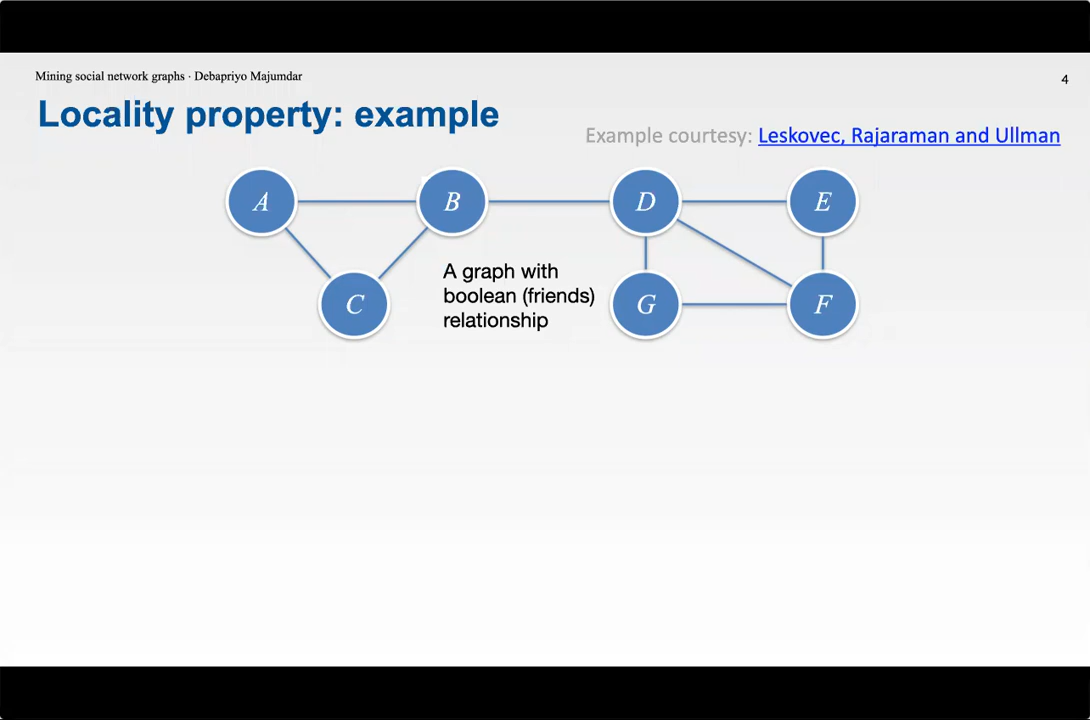 Mining social network graphs · Debapriyo Majumdar
4
Locality property: example
Example courtesy: Leskovec, Rajaraman and Ullman
A
B
D
E
A graph with
boolean (friends)
relationship
C
G
F